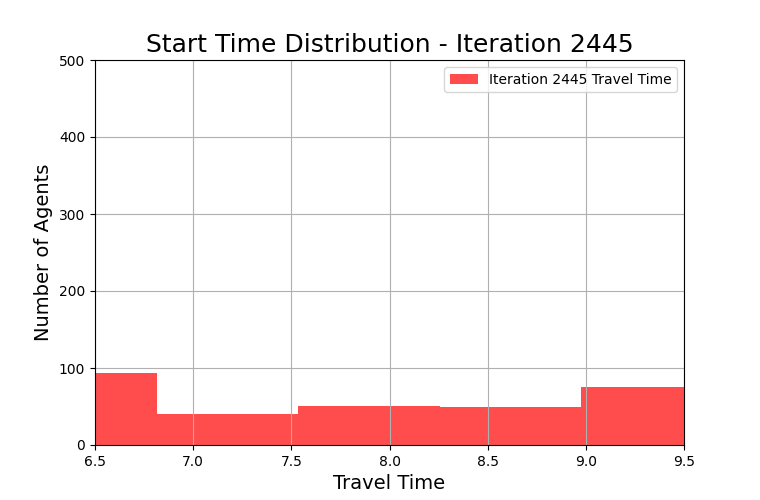 Start Time Distribution - Iteration 2445
Iteration 2445 Travel Time
Number of Agents
500
400
300
200
100
0
6.5 7.0 7.5 8.0 8.5 9.0 9.5
Travel Time